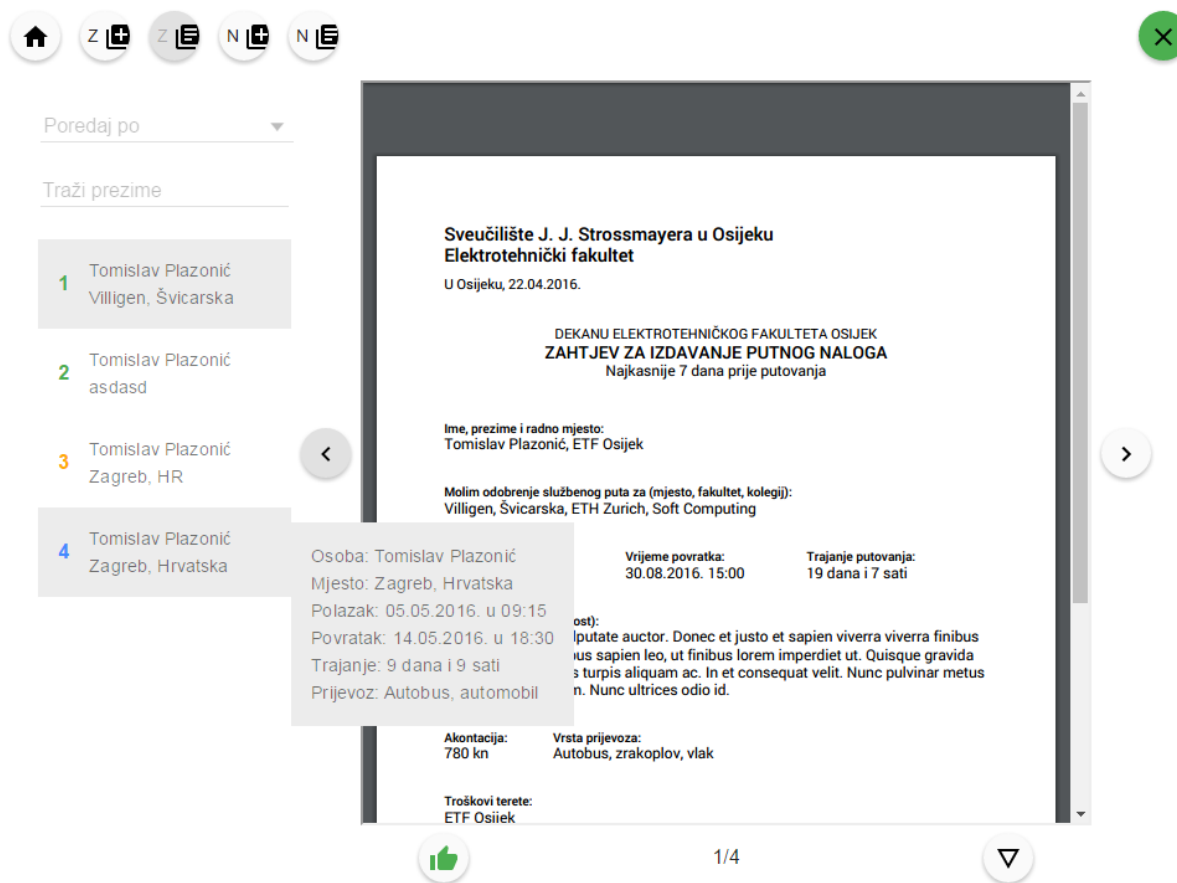 Z
Z
N
N
Poredaj po
Traži prezime
1
Tomislav Plazonić
Villigen, Švicarska
2
Tomislav Plazonić
asdasd
3
Tomislav Plazonić
Zagreb, HR
4
Tomislav Plazonić
Zagreb, Hrvatska
Osoba: Tomislav Plazonić
Mjesto: Zagreb, Hrvatska
Polazak: 05.05.2016. u 09:15
Povratak: 14.05.2016. u 18:30
Trajanje: 9 dana i 9 sati
Prijevoz: Autobus, automobil
Sveučilište J. J. Strossmayera u Osijeku
Elektrotehnički fakultet
U Osijeku, 22.04.2016.
DEKANU ELEKTROTEHNIČKOG FAKULTETA OSIJEK
ZAHTJEV ZA IZDAVANJE PUTNOG NALOGA
Najkasnije 7 dana prije putovanja
Ime, prezime i radno mjesto:
Tomislav Plazonić, ETF Osijek
Molim odobrenje službenog puta za (mjesto, fakultet, kolegij):
Villigen, Švicarska, ETH Zurich, Soft Computing
Vrijeme povratka:
30.08.2016. 15:00
Trajanje putovanja:
19 dana i 7 sati
ost):
lputate auctor. Donec et justo et sapien viverra viverra finibus
us sapien leo, ut finibus lorem imperdiet ut. Quisque gravida
s turpis aliquam ac. In et consequat velit. Nunc pulvinar metus
n. Nunc ultrices odio id.
Akontacija:
780 kn
Vrsta prijevoza:
Autobus, zrakoplov, vlak
Troškovi terete:
ETF Osijek
1/4